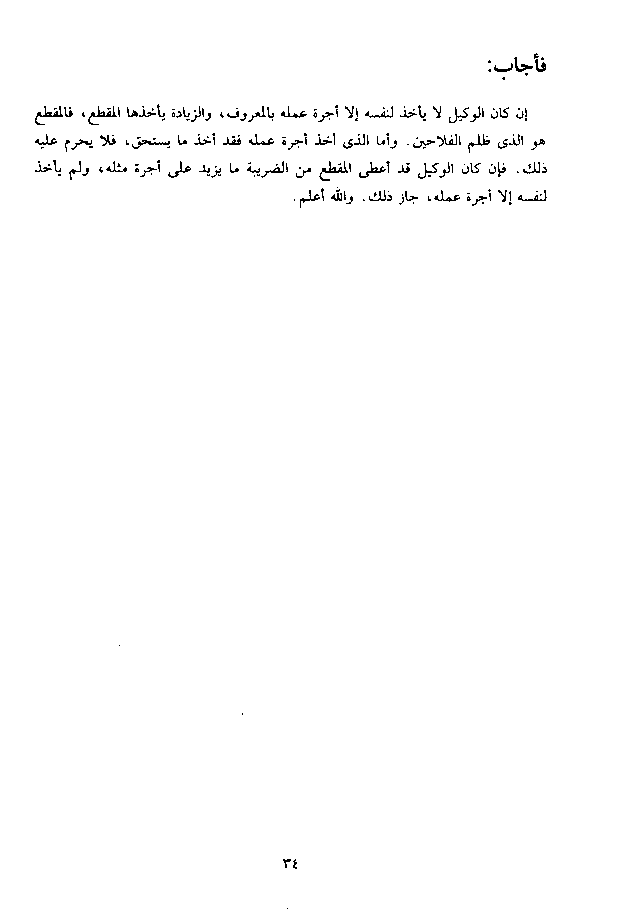 فأجاب:
إن كان الوكيل لا يأخذ لنفسه إلا أجرة عمله بالمعروف، والزيادة يأخذها المقطع، فالمقطع
هو الذى ظلم الفلاحين. وأما الذى أخذ أجرة عمله فقد أخذ ما يستحق، فلا يحرم عليه
ذلك. فإن كان الوكيل قد أعطى المقطع من الضريبة ما يزيد على أجرة مثله، ولم يأخذ
لنفسه إلا أجرة عمله، جاز ذلك. والله أعلم.
٣٤